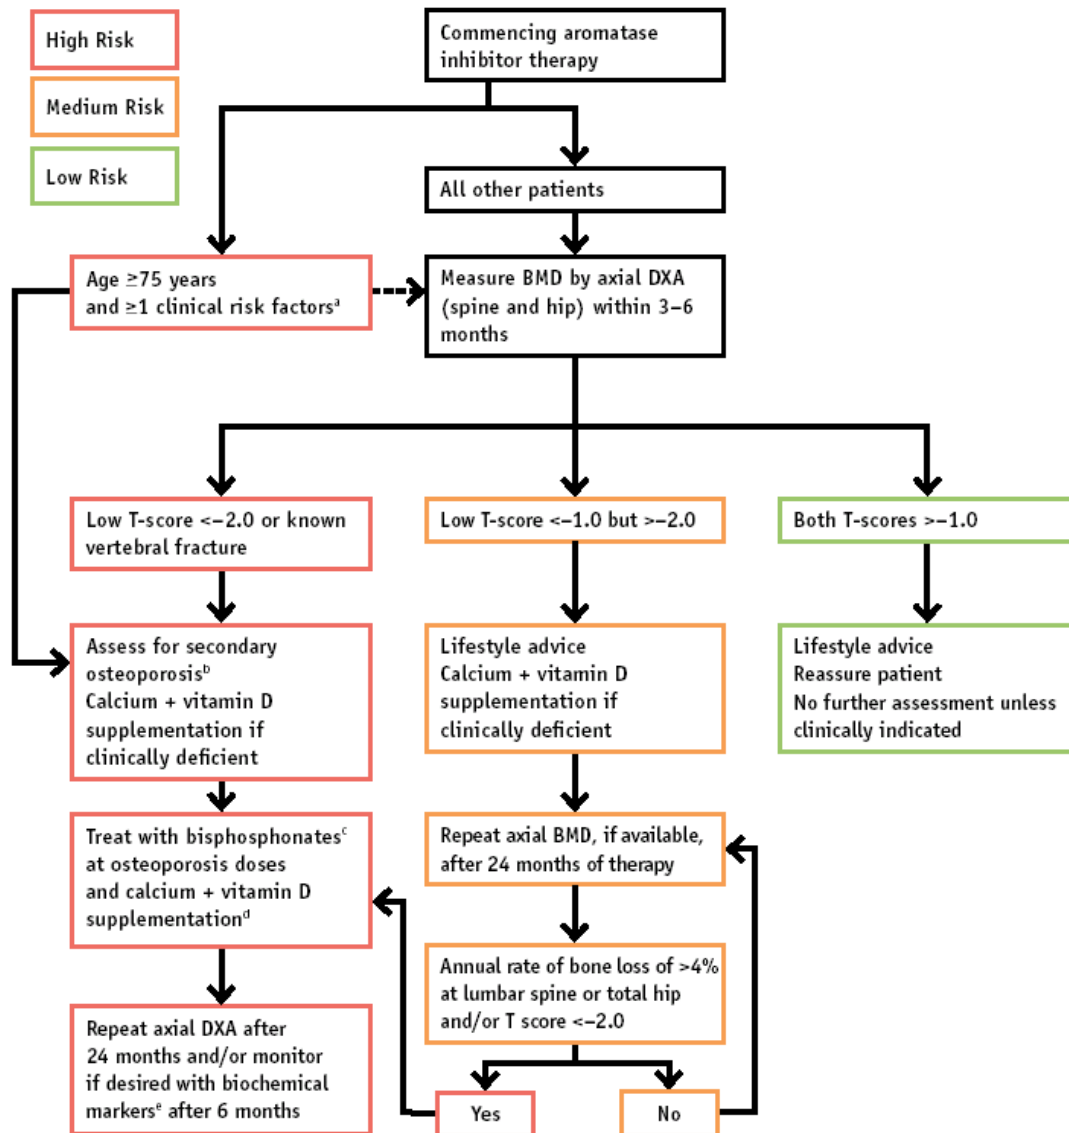 High Risk
Medium Risk
Low Risk
Commencing aromatase
inhibitor therapy
All other patients
Age ≥75 years
and ≥1 clinical risk factorsᵃ
Measure BMD by axial DXA
(spine and hip) within 3–6
months
Low T-score <–2.0 or known
vertebral fracture
Low T-score <–1.0 but >–2.0
Both T-scores >–1.0
Assess for secondary
osteoporosisᵇ
Calcium + vitamin D
supplementation if
clinically deficient
Lifestyle advice
Calcium + vitamin D
supplementation if
clinically deficient
Lifestyle advice
Reassure patient
No further assessment unless
clinically indicated
Treat with bisphosphonatesᶜ
at osteoporosis doses
and calcium + vitamin D
supplementationᵈ
Repeat axial BMD, if available,
after 24 months of therapy
Annual rate of bone loss of >4%
at lumbar spine or total hip
and/or T score <–2.0
Repeat axial DXA after
24 months and/or monitor
if desired with biochemical
markersᵉ after 6 months
Yes
No